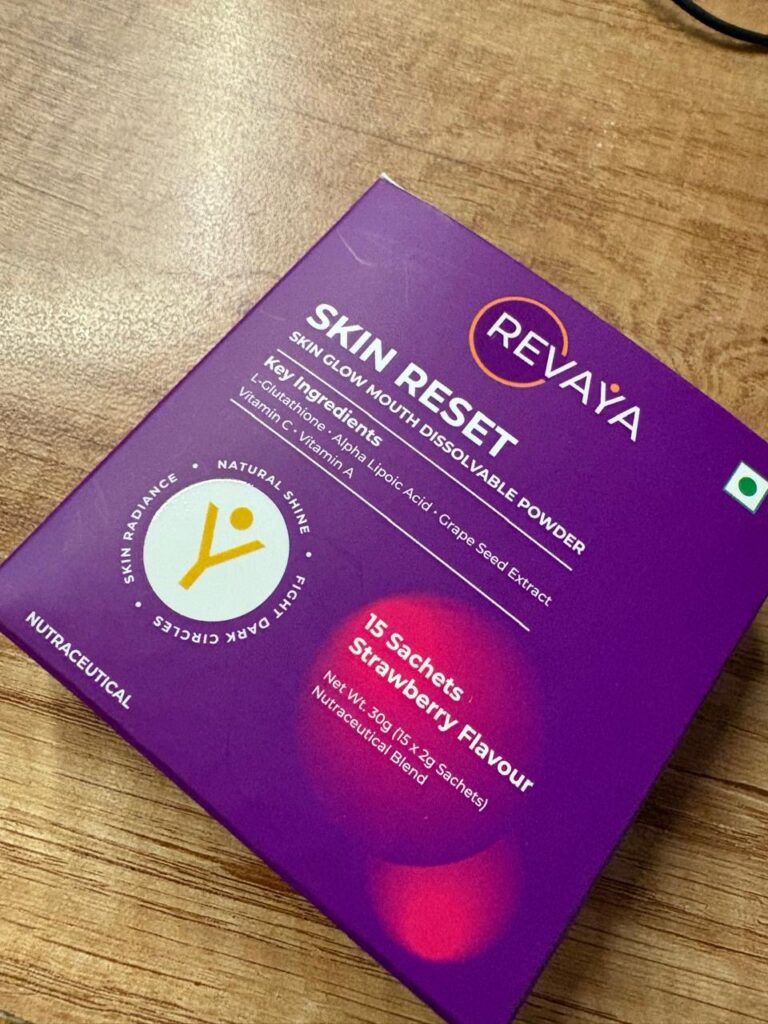 REVAYA
SKIN RESET
SKIN GLOW MOUTH DISSOLVABLE POWDER
Key Ingredients
L-Glutathione • Alpha Lipoic Acid • Grape Seed Extract
Vitamin C • Vitamin A
SKIN RADIANCE • NATURAL SHINE • FIGHT DARK CIRCLES •
15 Sachets
Strawberry Flavour
Net Wt. 30g (15 x 2g Sachets)
Nutraceutical Blend
NUTRACEUTICAL